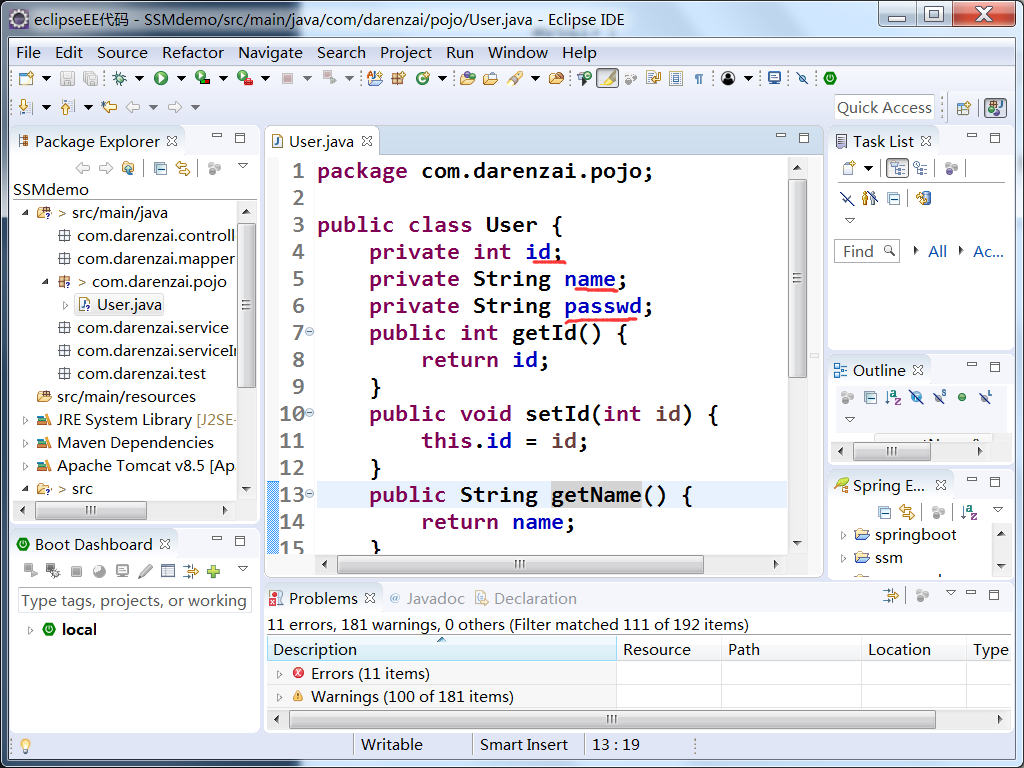 eclipseEE代码 - SSMdemo/src/main/java/com/darenzai/pojo/User.java - Eclipse IDE
File Edit Source Refactor Navigate Search Project Run Window Help
Quick Access
Package Explorer
SSMdemo
> src/main/java
com.darenzai.controll
com.darenzai.mapper
> com.darenzai.pojo
User.java
com.darenzai.service
com.darenzai.serviceI
com.darenzai.test
src/main/resources
JRE System Library [J2SE-
Maven Dependencies
Apache Tomcat v8.5 [Ap
> src
Boot Dashboard
Type tags, projects, or working
local
User.java
1 package com.darenzai.pojo;
2
3 public class User {
4 private int id;
5 private String name;
6 private String passwd;
7 public int getId() {
8 return id;
9 }
10 public void setId(int id) {
11 this.id = id;
12 }
13 public String getName() {
14 return name;
15 }
Task List
Find All Ac...
Outline
Spring E...
springboot
ssm
Problems Javadoc Declaration
11 errors, 181 warnings, 0 others (Filter matched 111 of 192 items)
Description Resource Path Location Type
Errors (11 items)
Warnings (100 of 181 items)
Writable Smart Insert 13 : 19